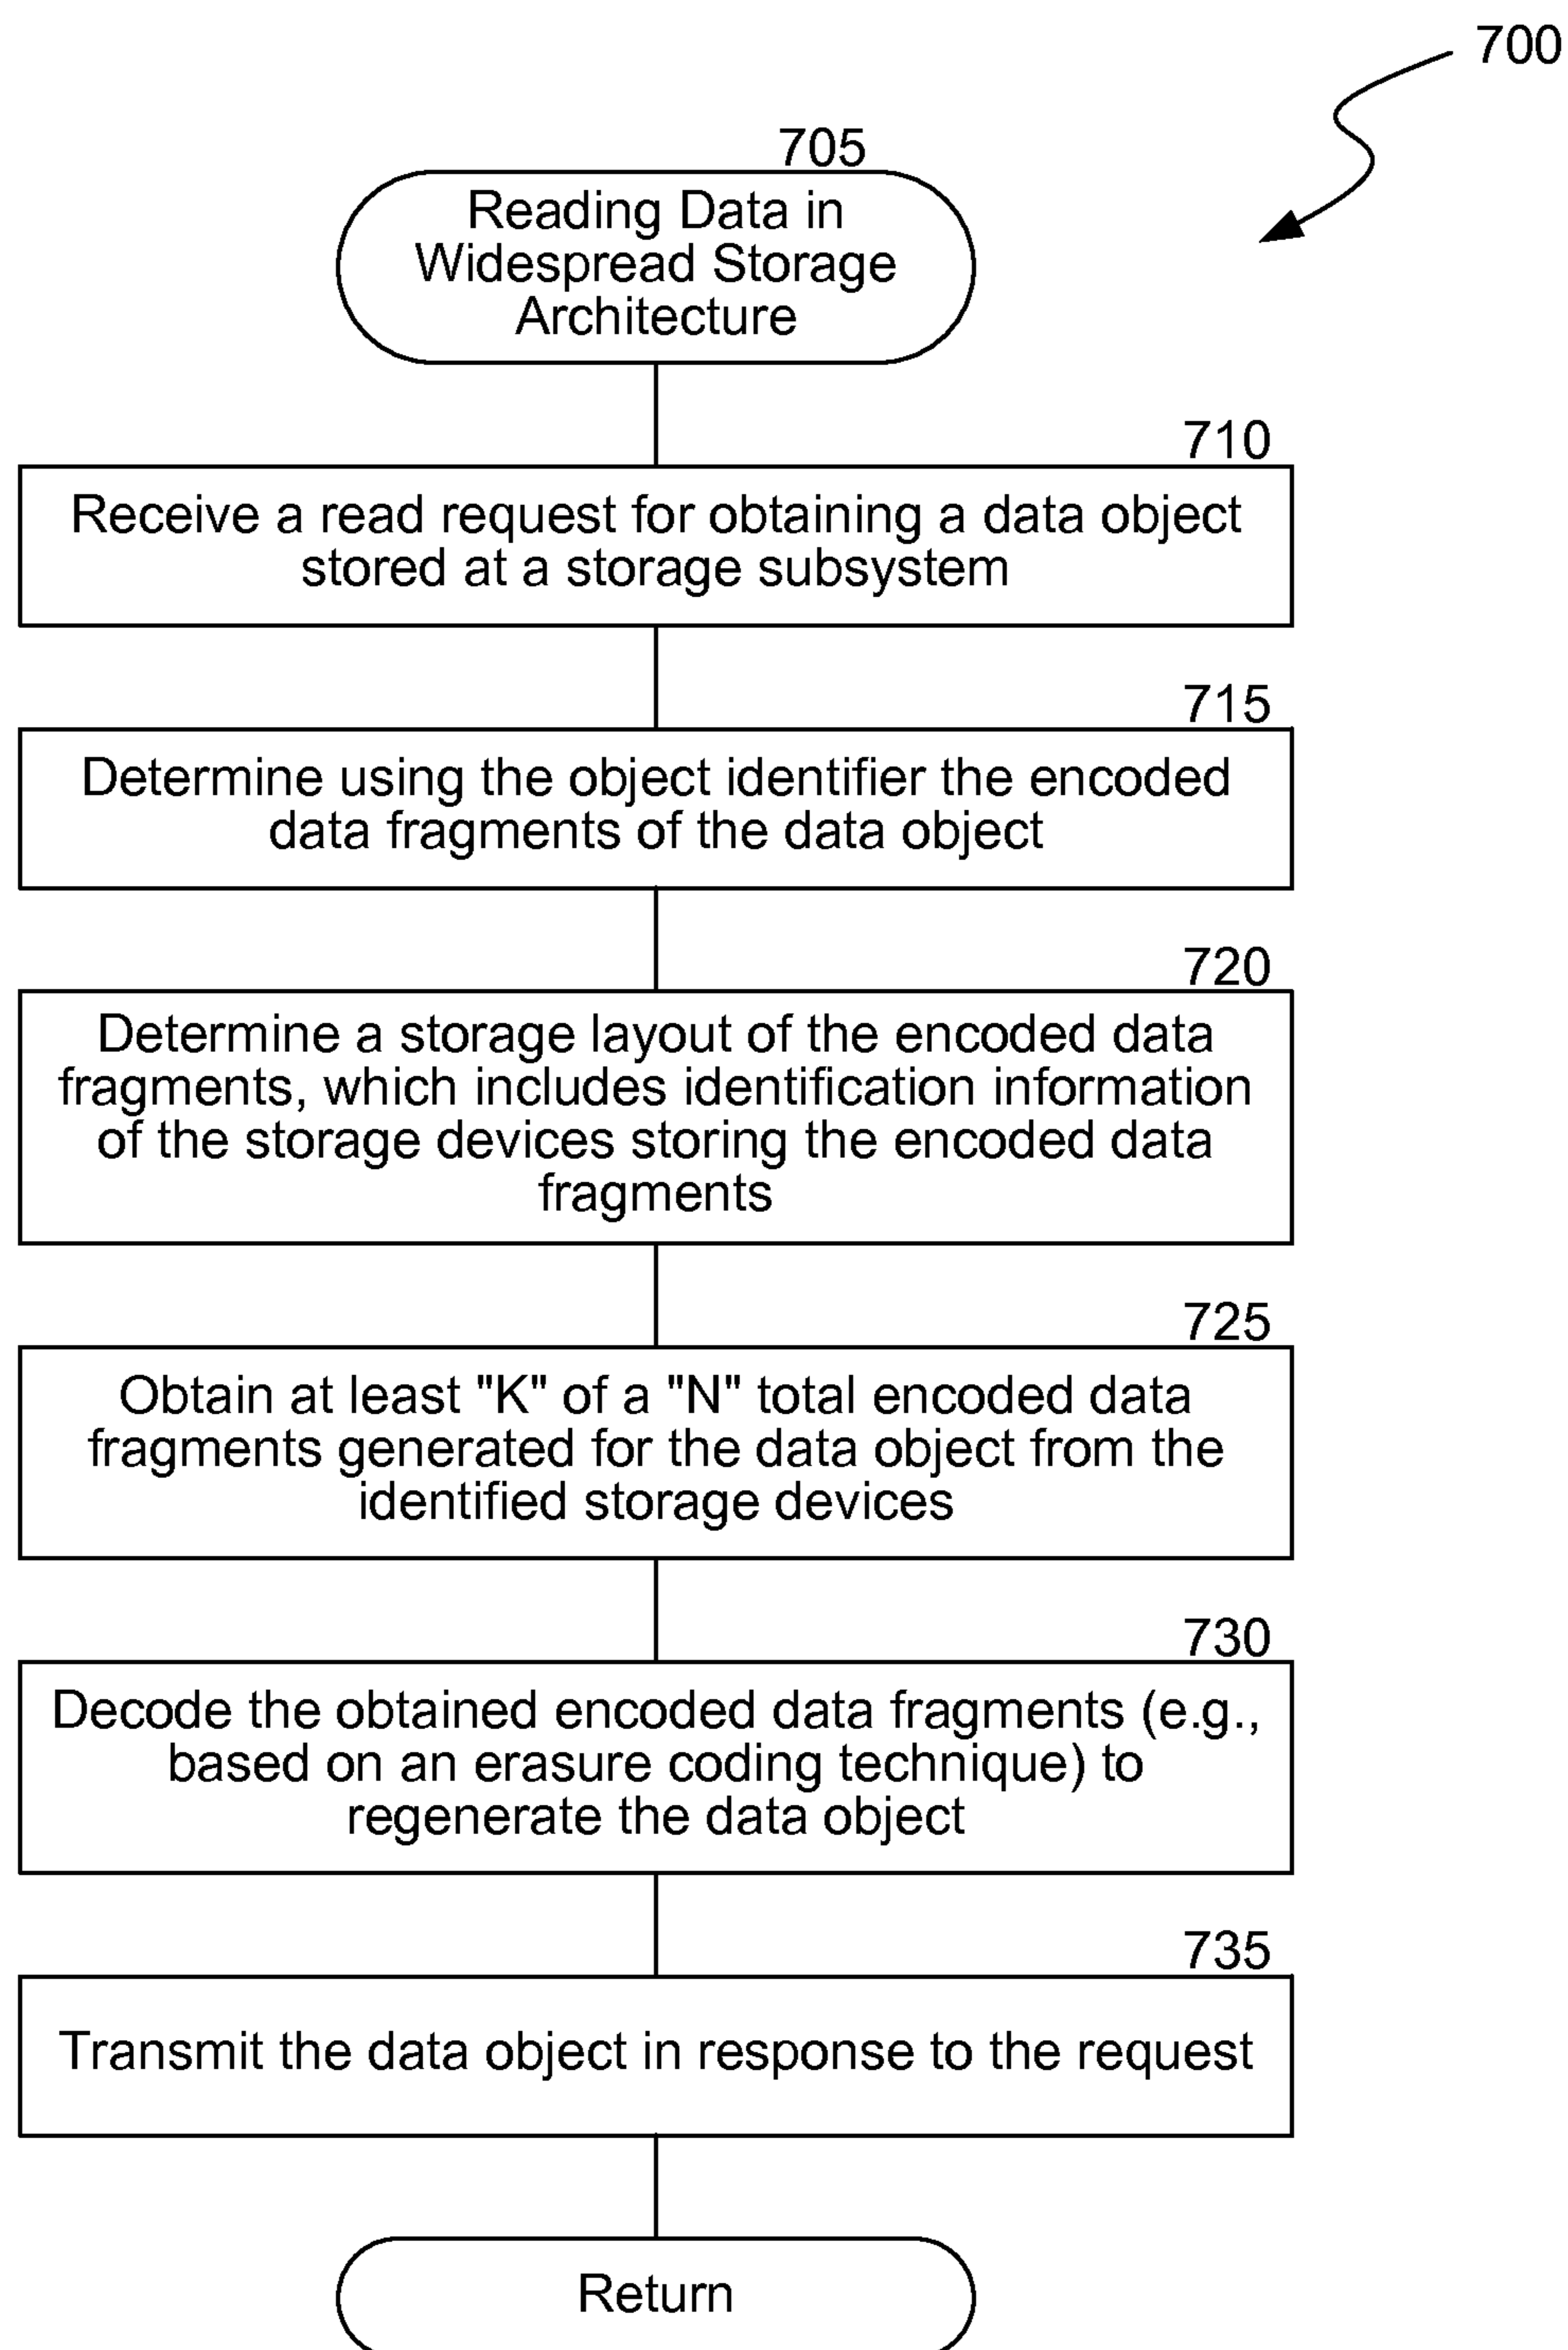 700
705
Reading Data in
Widespread Storage
Architecture
710
Receive a read request for obtaining a data object
stored at a storage subsystem
715
Determine using the object identifier the encoded
data fragments of the data object
720
Determine a storage layout of the encoded data
fragments, which includes identification information
of the storage devices storing the encoded data
fragments
725
Obtain at least "K" of a "N" total encoded data
fragments generated for the data object from the
identified storage devices
730
Decode the obtained encoded data fragments (e.g.,
based on an erasure coding technique) to
regenerate the data object
735
Transmit the data object in response to the request
Return